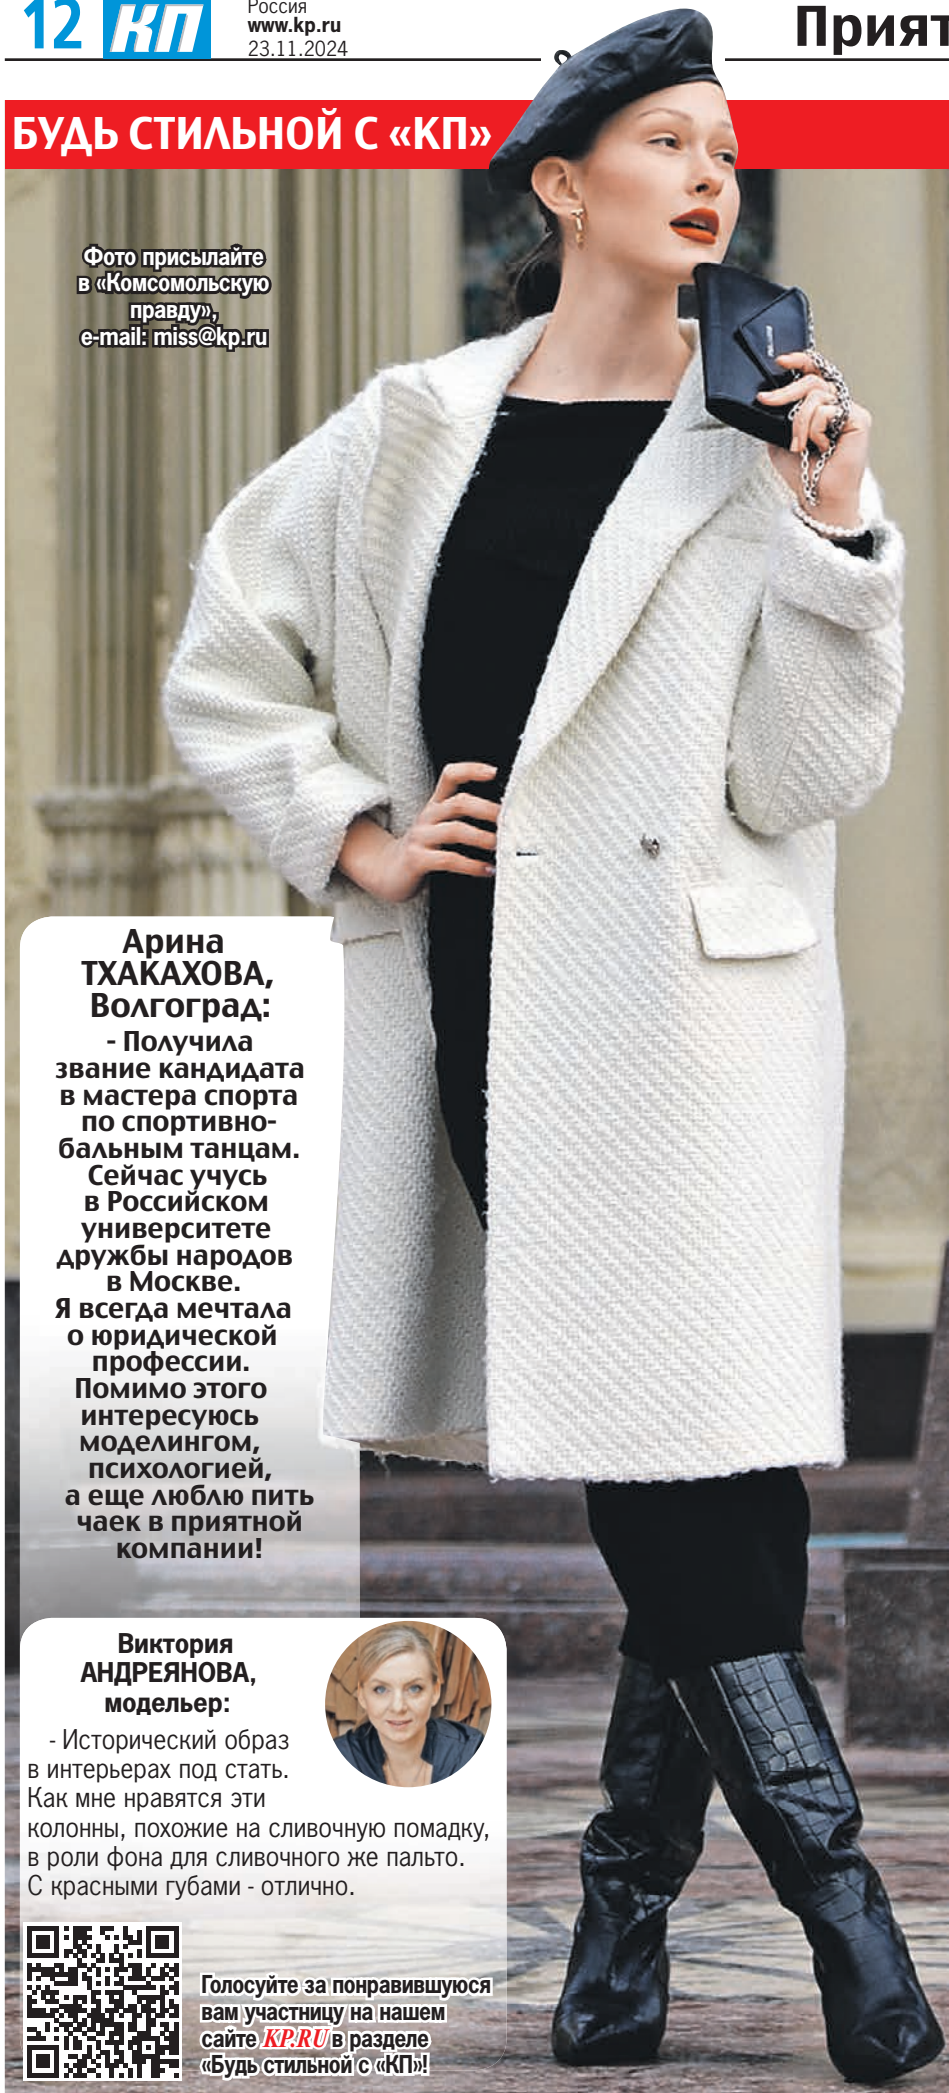 12 КП
Россия
www.kp.ru
23.11.2024
Прият
БУДЬ СТИЛЬНОЙ С «КП»
Фото присылайте
в «Комсомольскую
правду»,
e-mail: miss@kp.ru
Арина
ТХАКАХОВА,
Волгоград:
- Получила
звание кандидата
в мастера спорта
по спортивно-
бальным танцам.
Сейчас учусь
в Российском
университете
дружбы народов
в Москве.
Я всегда мечтала
о юридической
профессии.
Помимо этого
интересуюсь
моделингом,
психологией,
а еще люблю пить
чаек в приятной
компании!
Виктория
АНДРЕЯНОВА,
модельер:
- Исторический образ
в интерьерах под стать.
Как мне нравятся эти
колонны, похожие на сливочную помадку,
в роли фона для сливочного же пальто.
С красными губами - отлично.
Голосуйте за понравившуюся
вам участницу на нашем
сайте KP.RU в разделе
«Будь стильной с «КП»!